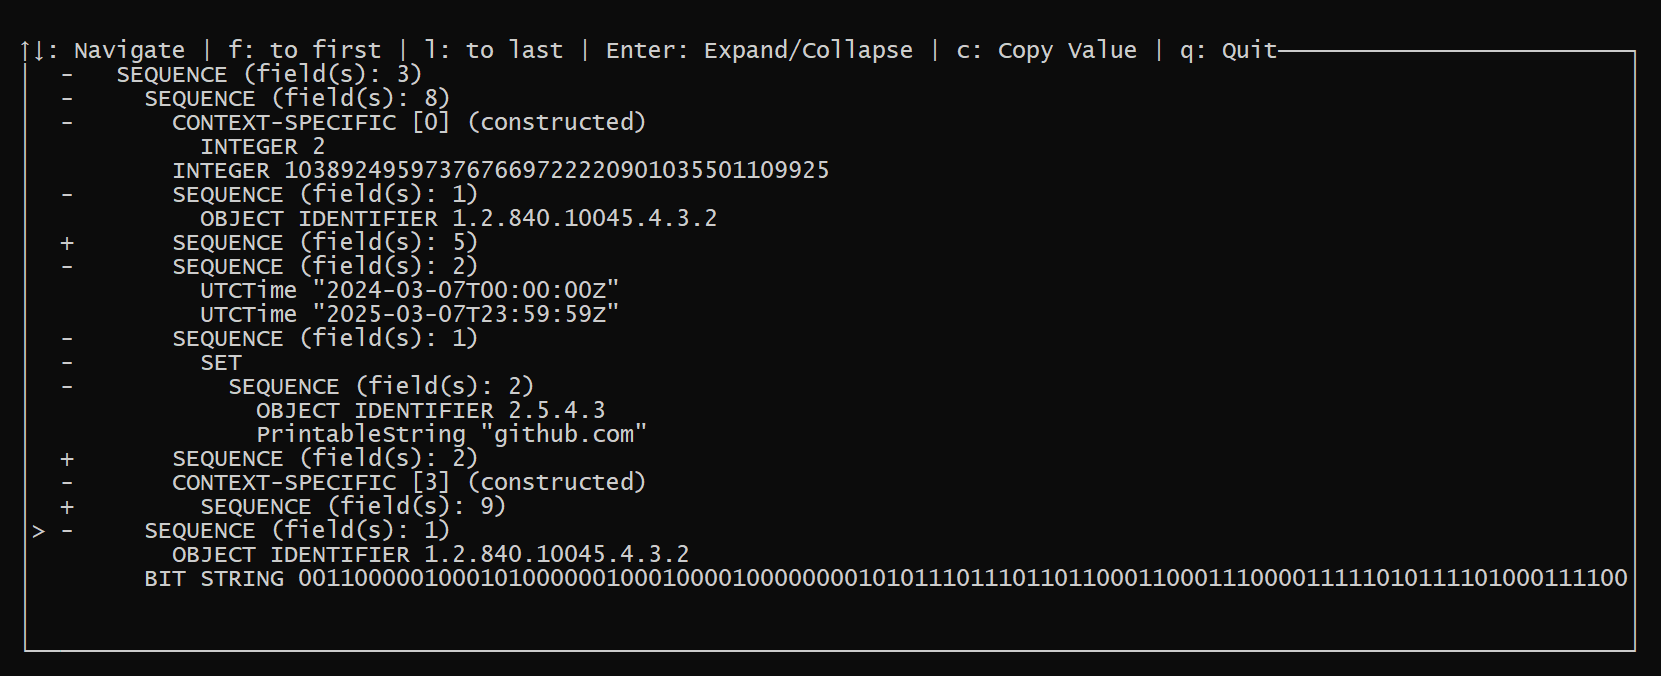 ↑↓: Navigate | f: to first | l: to last | Enter: Expand/Collapse | c: Copy Value | q: Quit
- SEQUENCE (field(s): 3)
- SEQUENCE (field(s): 8)
- CONTEXT-SPECIFIC [0] (constructed)
INTEGER 2
INTEGER 103892495973767669722220901035501109925
- SEQUENCE (field(s): 1)
OBJECT IDENTIFIER 1.2.840.10045.4.3.2
+ SEQUENCE (field(s): 5)
- SEQUENCE (field(s): 2)
UTCTime "2024-03-07T00:00:00Z"
UTCTime "2025-03-07T23:59:59Z"
- SEQUENCE (field(s): 1)
- SET
- SEQUENCE (field(s): 2)
OBJECT IDENTIFIER 2.5.4.3
PrintableString "github.com"
+ SEQUENCE (field(s): 2)
- CONTEXT-SPECIFIC [3] (constructed)
+ SEQUENCE (field(s): 9)
> - SEQUENCE (field(s): 1)
OBJECT IDENTIFIER 1.2.840.10045.4.3.2
BIT STRING 00110000010001010000001000100001000000001010111011101101100011000111000011111010111101000111100